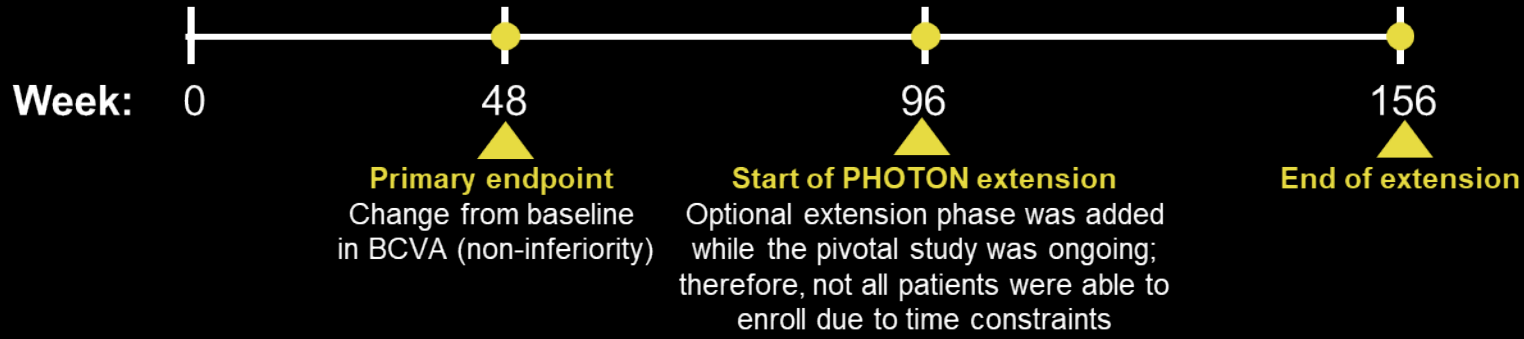 Week: 0 48 96 156
Primary endpoint
Change from baseline
in BCVA (non-inferiority)
Start of PHOTON extension
Optional extension phase was added
while the pivotal study was ongoing;
therefore, not all patients were able to
enroll due to time constraints
End of extension